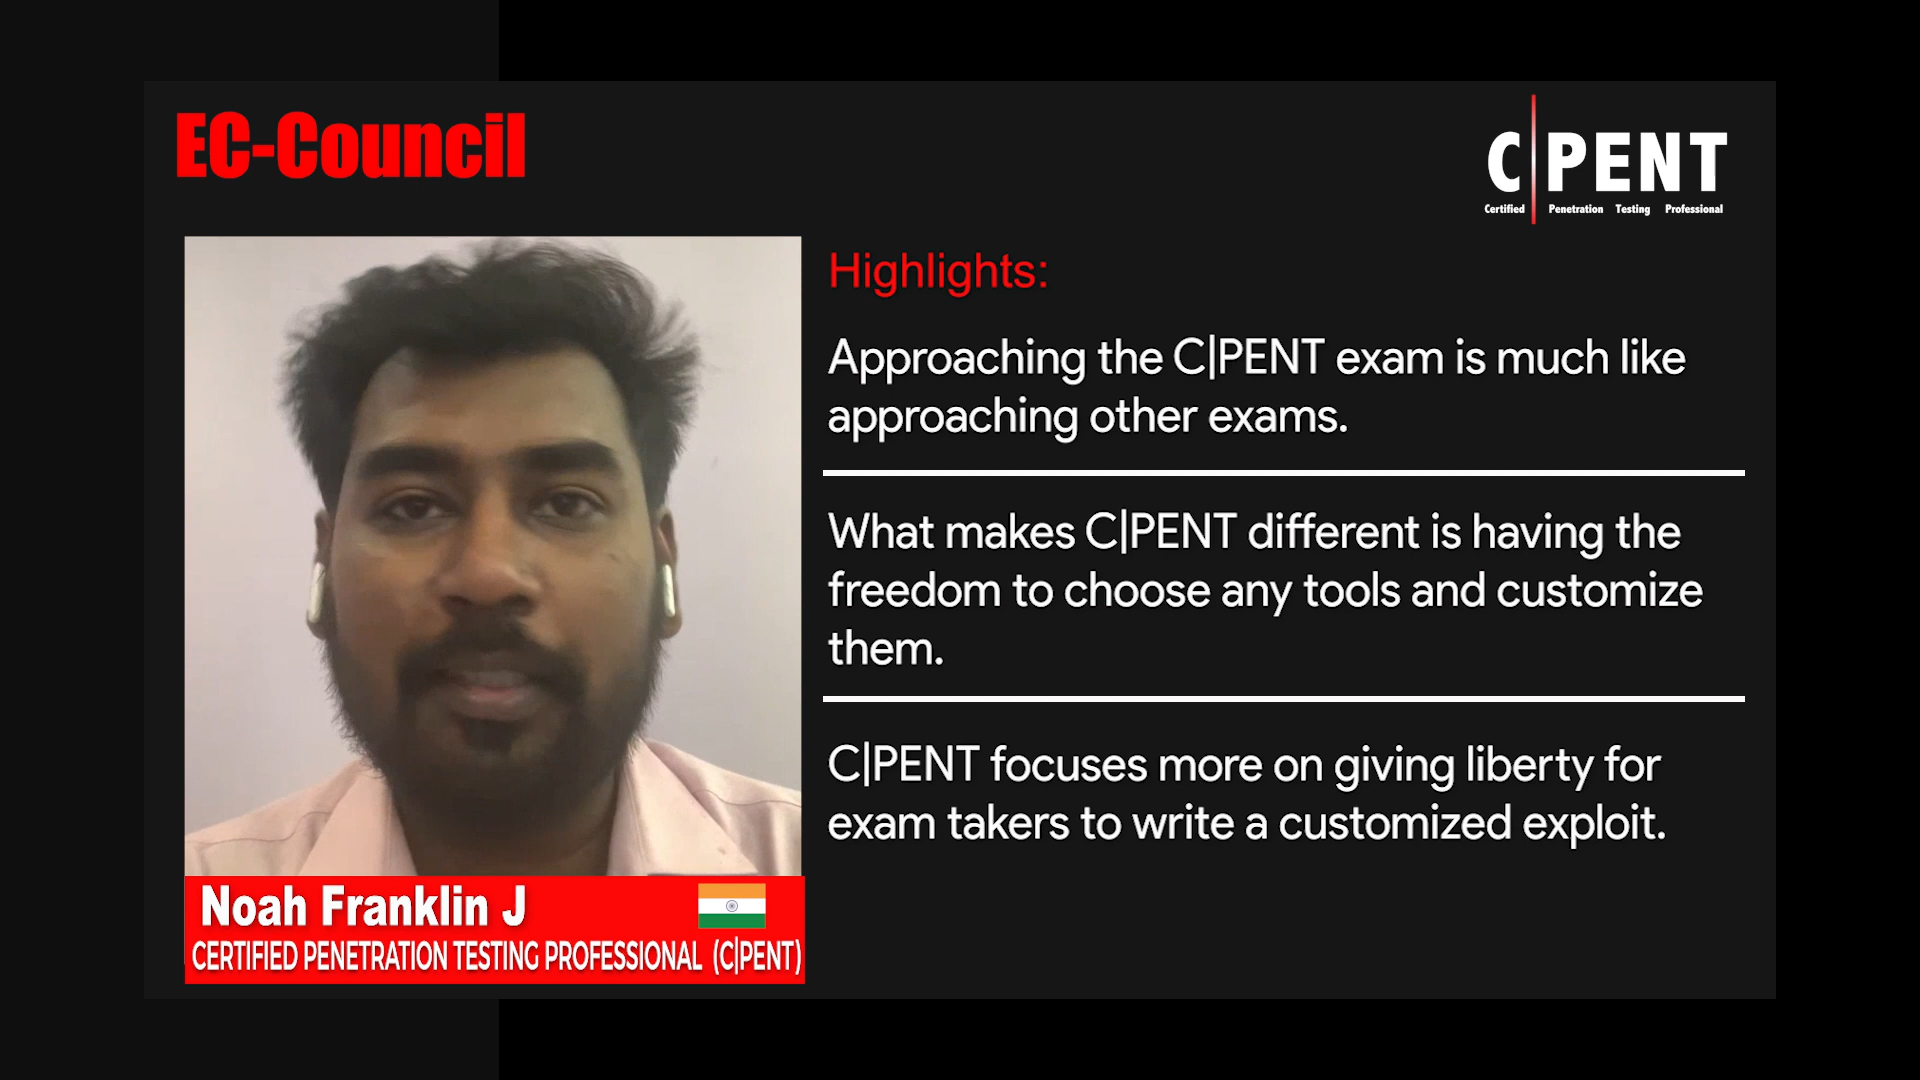 EC-Council
C|PENT
Certified Penetration Testing Professional
Highlights:
Approaching the C|PENT exam is much like
approaching other exams.
What makes C|PENT different is having the
freedom to choose any tools and customize
them.
C|PENT focuses more on giving liberty for
exam takers to write a customized exploit.
Noah Franklin J
CERTIFIED PENETRATION TESTING PROFESSIONAL (C|PENT)